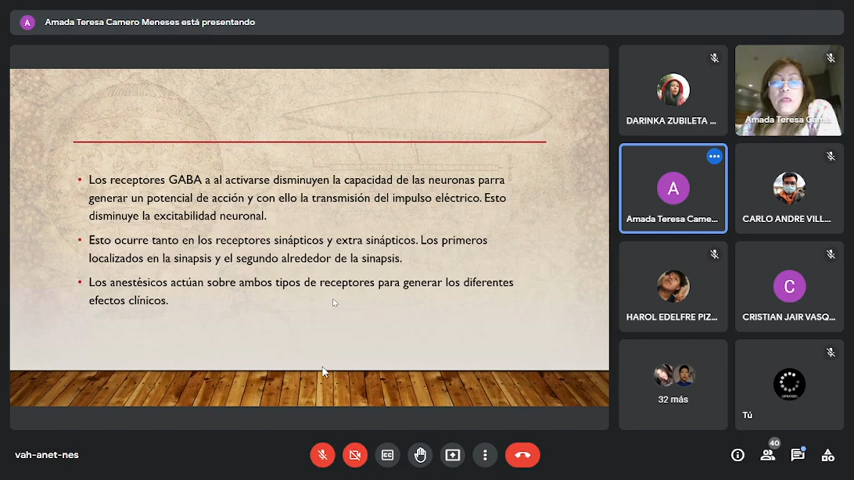 A Amada Teresa Camero Meneses está presentando
Los receptores GABA a al activarse disminuyen la capacidad de las neuronas parra
generar un potencial de acción y con ello la transmisión del impulso eléctrico. Esto
disminuye la excitabilidad neuronal.
Esto ocurre tanto en los receptores sinápticos y extra sinápticos. Los primeros
localizados en la sinapsis y el segundo alrededor de la sinapsis.
Los anestésicos actúan sobre ambos tipos de receptores para generar los diferentes
efectos clínicos.
DARINKA ZUBILETA ...
Amada Teresa Cam...
A
Amada Teresa Came...
CARLO ANDRE VILL...
HAROL EDELFRE PIZ...
C
CRISTIAN JAIR VASQ...
32 más
Tú
vah-anet-nes
CC
40